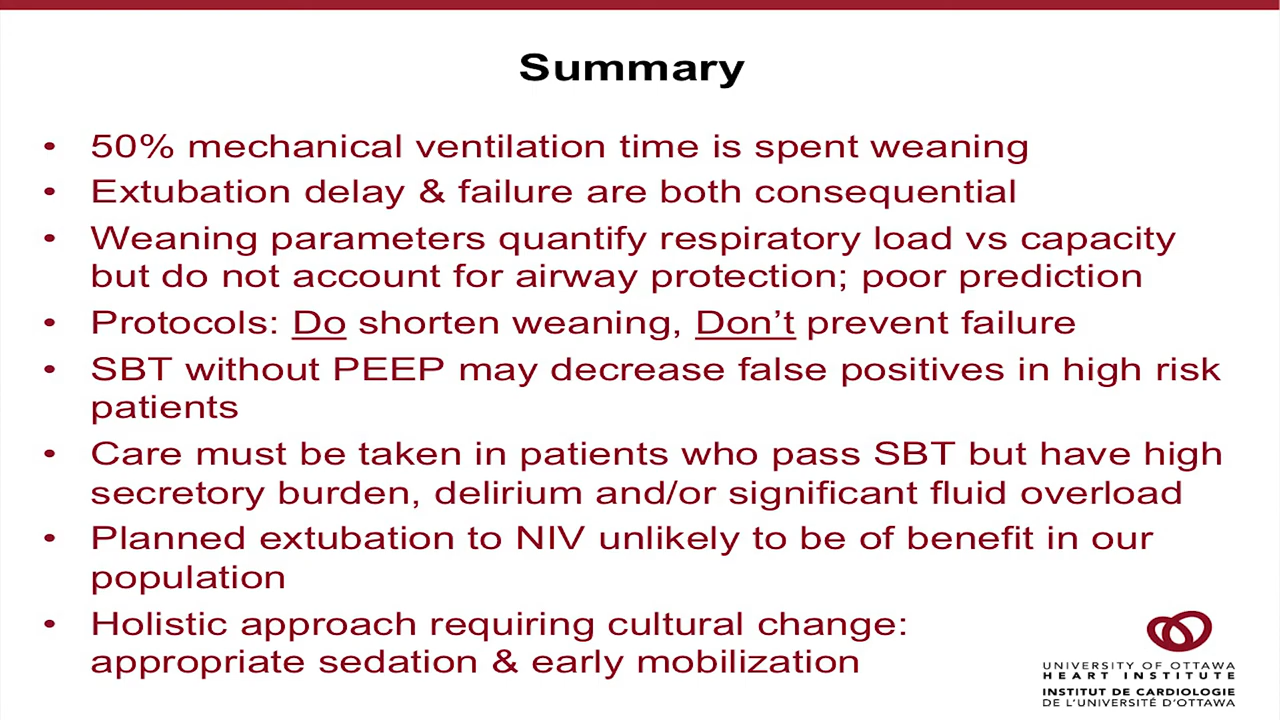 Summary
• 50% mechanical ventilation time is spent weaning
• Extubation delay & failure are both consequential
• Weaning parameters quantify respiratory load vs capacity
but do not account for airway protection; poor prediction
• Protocols: Do shorten weaning, Don’t prevent failure
• SBT without PEEP may decrease false positives in high risk
patients
• Care must be taken in patients who pass SBT but have high
secretory burden, delirium and/or significant fluid overload
• Planned extubation to NIV unlikely to be of benefit in our
population
• Holistic approach requiring cultural change:
appropriate sedation & early mobilization
UNIVERSITY OF OTTAWA
HEART INSTITUTE
INSTITUT DE CARDIOLOGIE
DE L’UNIVERSITÉ D’OTTAWA